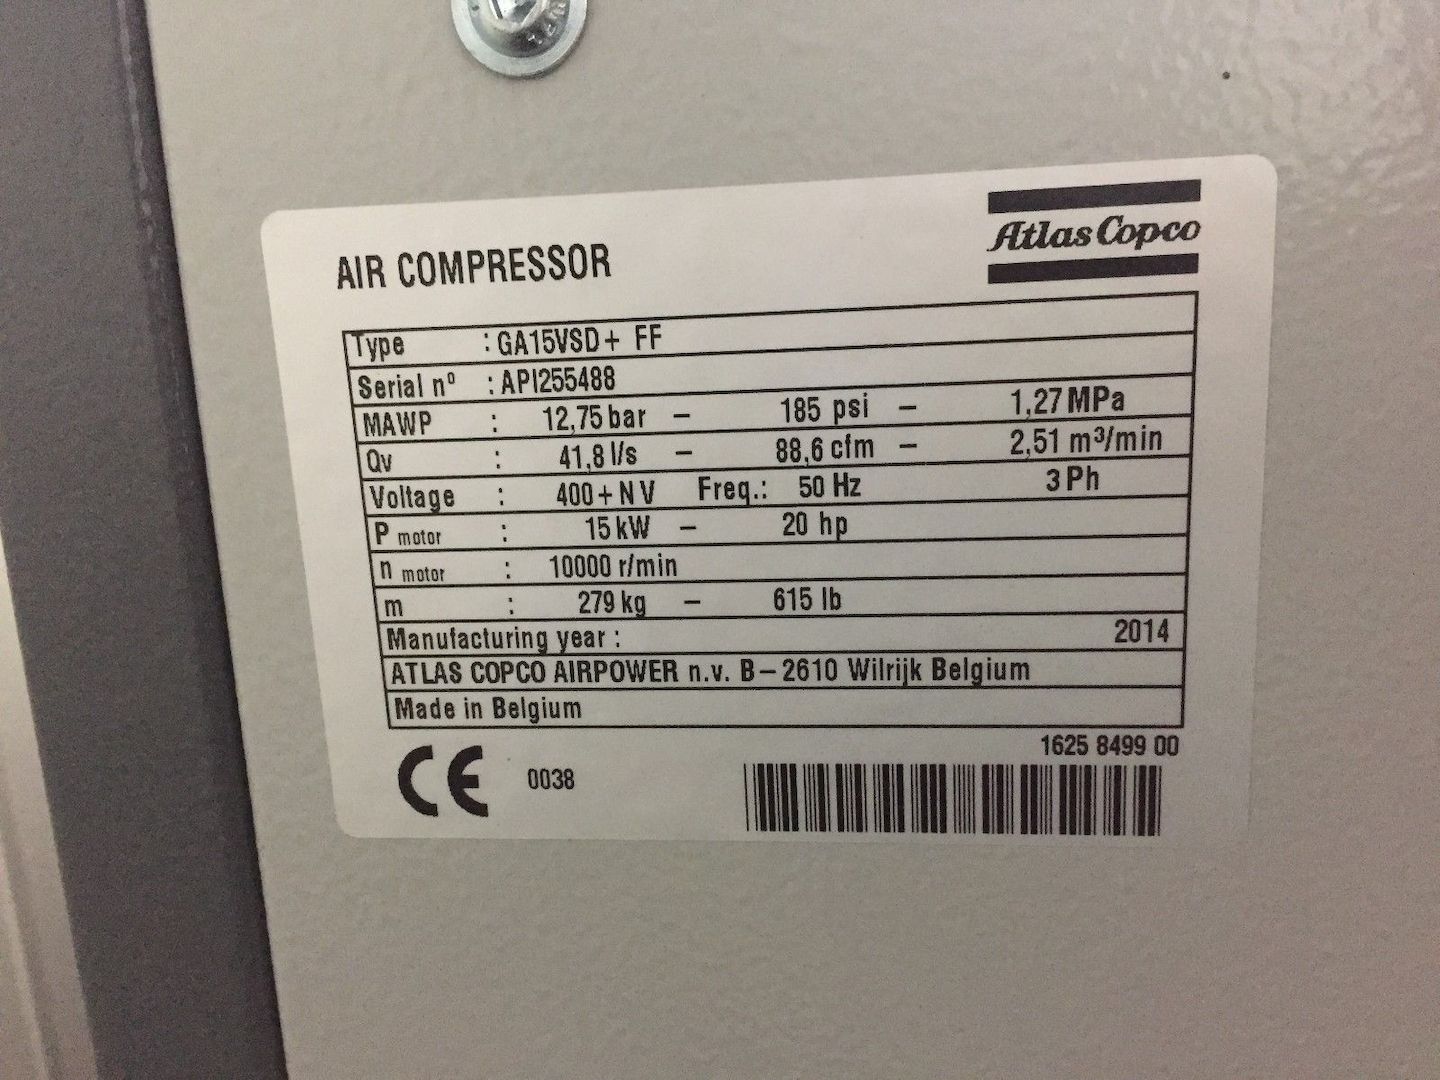 Atlas Copco
AIR COMPRESSOR
Type : GA15VSD+ FF
Serial nº : API255488
MAWP : 12,75 bar – 185 psi – 1,27 MPa
Qv : 41,8 l/s – 88,6 cfm – 2,51 m³/min
Voltage : 400+N V Freq.: 50 Hz 3 Ph
P motor : 15 kW – 20 hp
n motor : 10000 r/min
m : 279 kg – 615 lb
Manufacturing year : 2014
ATLAS COPCO AIRPOWER n.v. B–2610 Wilrijk Belgium
Made in Belgium
1625 8499 00
CE 0038